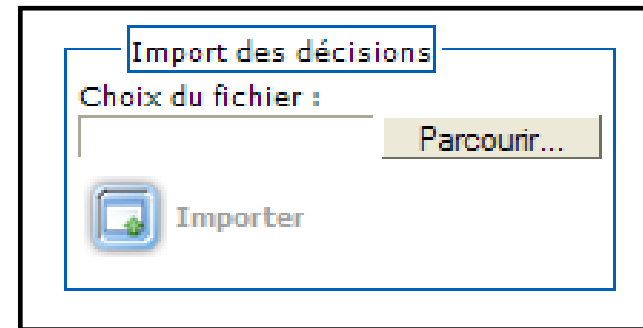 Import des décisions
Choix du fichier :
Parcourir...
Importer